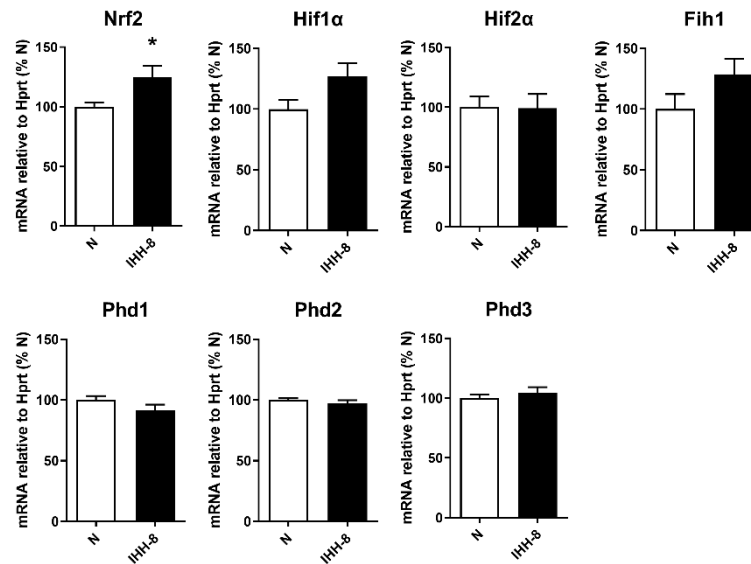 Nrf2
mRNA relative to Hprt (% N)
150
100
50
0
*
N
IHH-8
Hif1α
mRNA relative to Hprt (% N)
150
100
50
0
N
IHH-8
Hif2α
mRNA relative to Hprt (% N)
150
100
50
0
N
IHH-8
Fih1
mRNA relative to Hprt (% N)
150
100
50
0
N
IHH-8
Phd1
mRNA relative to Hprt (% N)
150
100
50
0
N
IHH-8
Phd2
mRNA relative to Hprt (% N)
150
100
50
0
N
IHH-8
Phd3
mRNA relative to Hprt (% N)
150
100
50
0
N
IHH-8